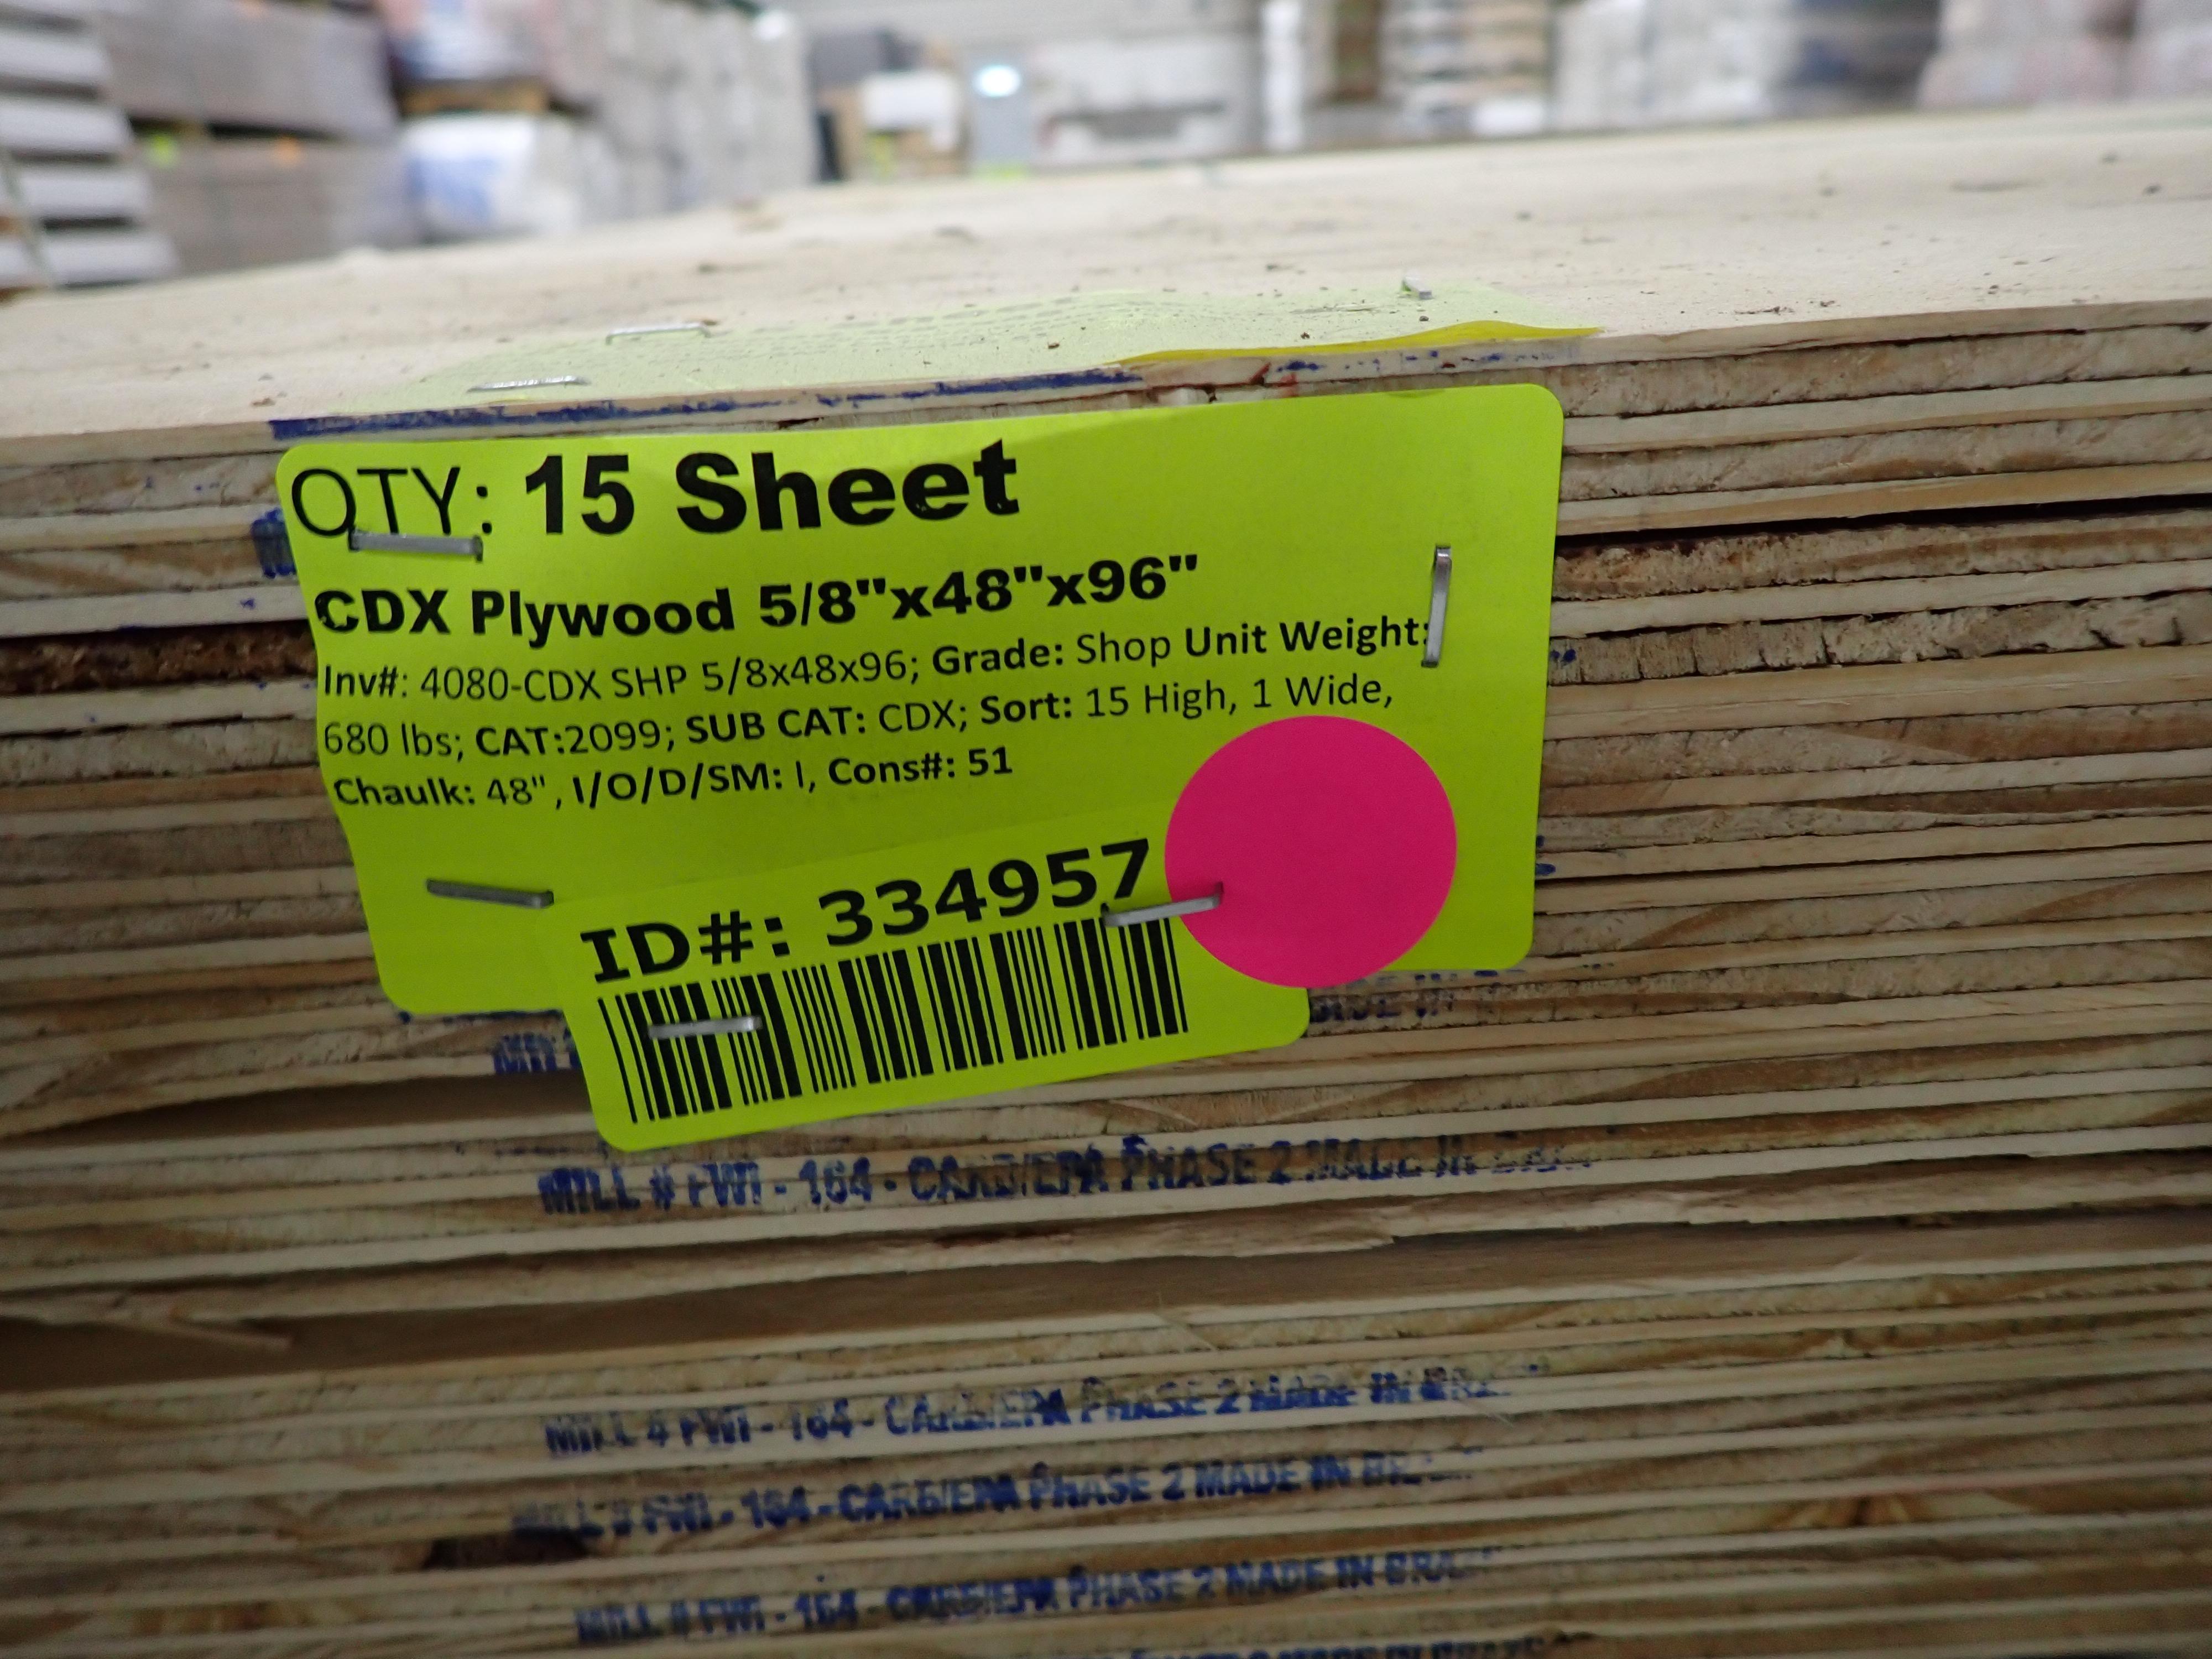 QTY: 15 Sheet
CDX Plywood 5/8"x48"x96"
Inv#: 4080-CDX SHP 5/8x48x96; Grade: Shop Unit Weight:
680 lbs; CAT:2099; SUB CAT: CDX; Sort: 15 High, 1 Wide,
Chaulk: 48", I/O/D/SM: I, Cons#: 51
ID#: 334957
MILL # FWI - 164 - CARB/EPA PHASE 2 MADE IN
MILL # FWI - 164 - CARB/EPA PHASE 2 MADE IN
MILL # FWI - 164 - CARB/EPA PHASE 2 MADE IN
MILL # FWI - 164 - CARB/EPA PHASE 2 MADE IN